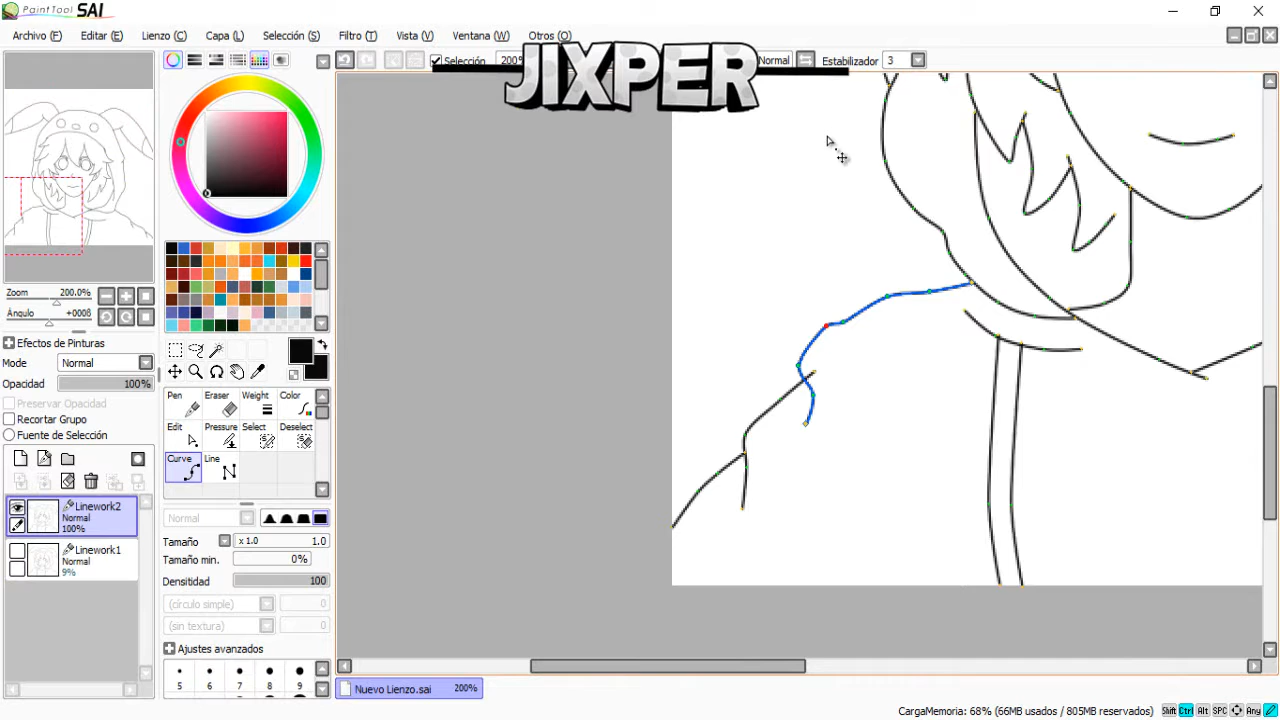 PaintTool SAI
Archivo (F) Editar (E) Lienzo (C) Capa (L) Selección (S) Filtro (T) Vista (V) Ventana (W) Otros (O)
Selección 200% Normal Estabilizador 3
JIXPER
Zoom 200.0%
Ángulo +000ß
Efectos de Pinturas
Mode Normal
Opacidad 100%
Preservar Opacidad
Recortar Grupo
Fuente de Selección
Linework2
Normal
100%
Linework1
Normal
9%
Pen Eraser Weight Color
Edit Pressure Select Deselect
Curve Line
Normal
Tamaño x 1.0 1.0
Tamaño min. 0%
Densitidad 100
(círculo simple) 0
(sin textura) 0
Ajustes avanzados
5 6 7 8 9
Nuevo Lienzo.sai 200%
CargaMemoria: 68% (66MB usados / 805MB reservados) Shift Ctrl Alt SPC Any